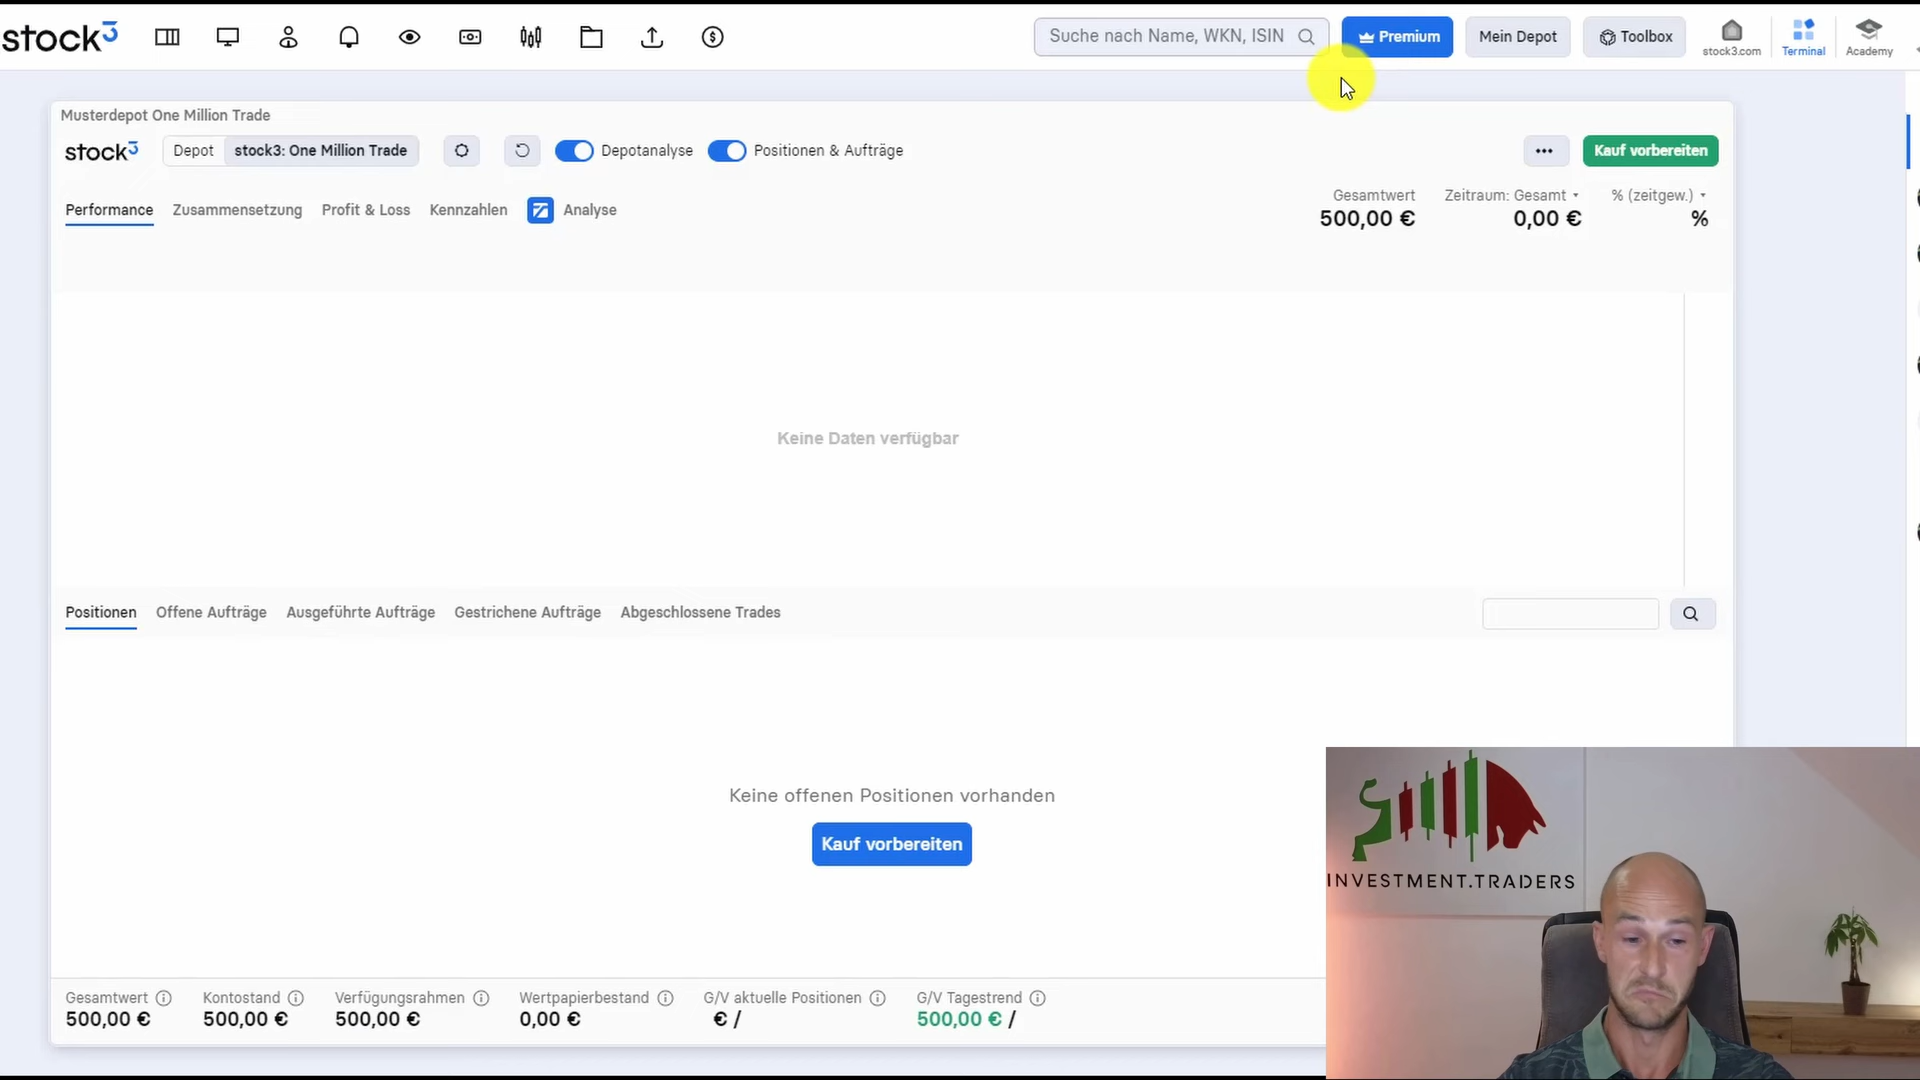 stock3
Suche nach Name, WKN, ISIN
Premium
Mein Depot
Toolbox
stock3.com
Terminal
Academy
Musterdepot One Million Trade
stock3
Depot
stock3: One Million Trade
Depotanalyse
Positionen & Aufträge
Kauf vorbereiten
Performance
Zusammensetzung
Profit & Loss
Kennzahlen
Analyse
Gesamtwert
500,00 €
Zeitraum: Gesamt
0,00 €
% (zeitgew.)
%
Keine Daten verfügbar
Positionen
Offene Aufträge
Ausgeführte Aufträge
Gestrichene Aufträge
Abgeschlossene Trades
Keine offenen Positionen vorhanden
Kauf vorbereiten
INVESTMENT.TRADERS
Gesamtwert
500,00 €
Kontostand
500,00 €
Verfügungsrahmen
500,00 €
Wertpapierbestand
0,00 €
G/V aktuelle Positionen
€ /
G/V Tagestrend
500,00 € /